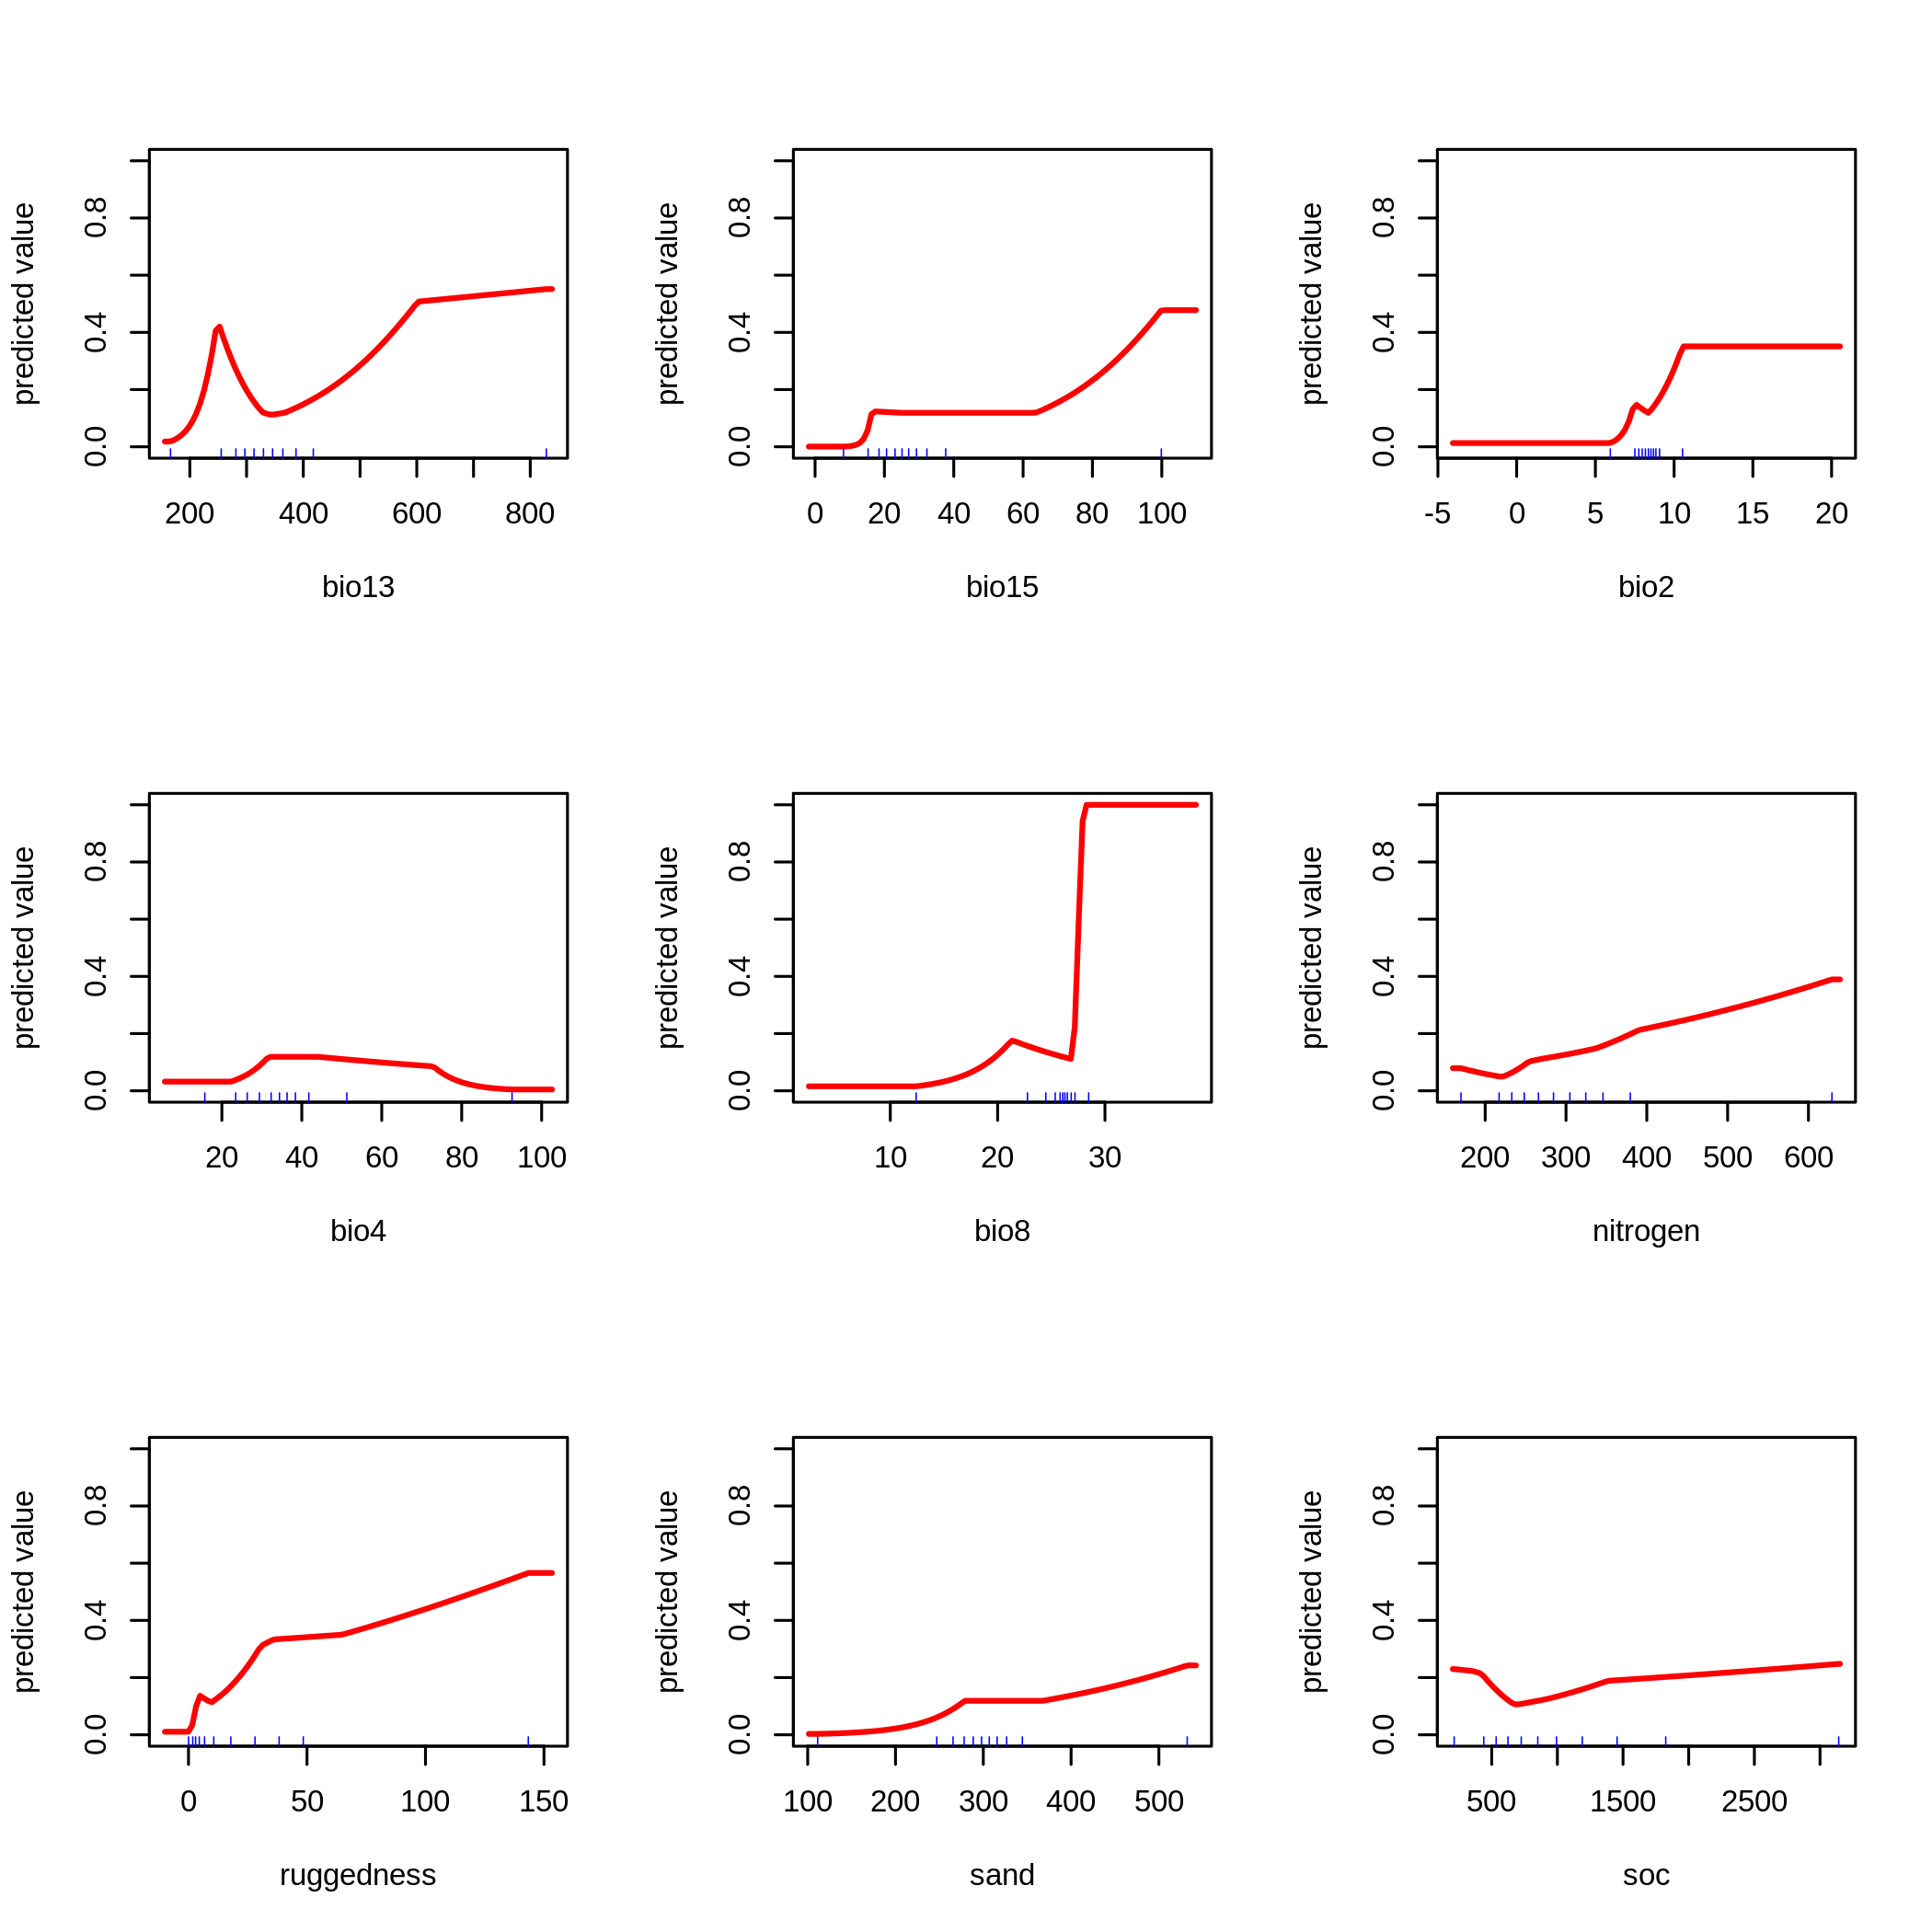 predicted value
0.0 0.4 0.8
200 400 600 800
bio13
predicted value
0.0 0.4 0.8
0 20 40 60 80 100
bio15
predicted value
0.0 0.4 0.8
-5 0 5 10 15 20
bio2
predicted value
0.0 0.4 0.8
20 40 60 80 100
bio4
predicted value
0.0 0.4 0.8
10 20 30
bio8
predicted value
0.0 0.4 0.8
200 300 400 500 600
nitrogen
predicted value
0.0 0.4 0.8
0 50 100 150
ruggedness
predicted value
0.0 0.4 0.8
100 200 300 400 500
sand
predicted value
0.0 0.4 0.8
500 1500 2500
soc